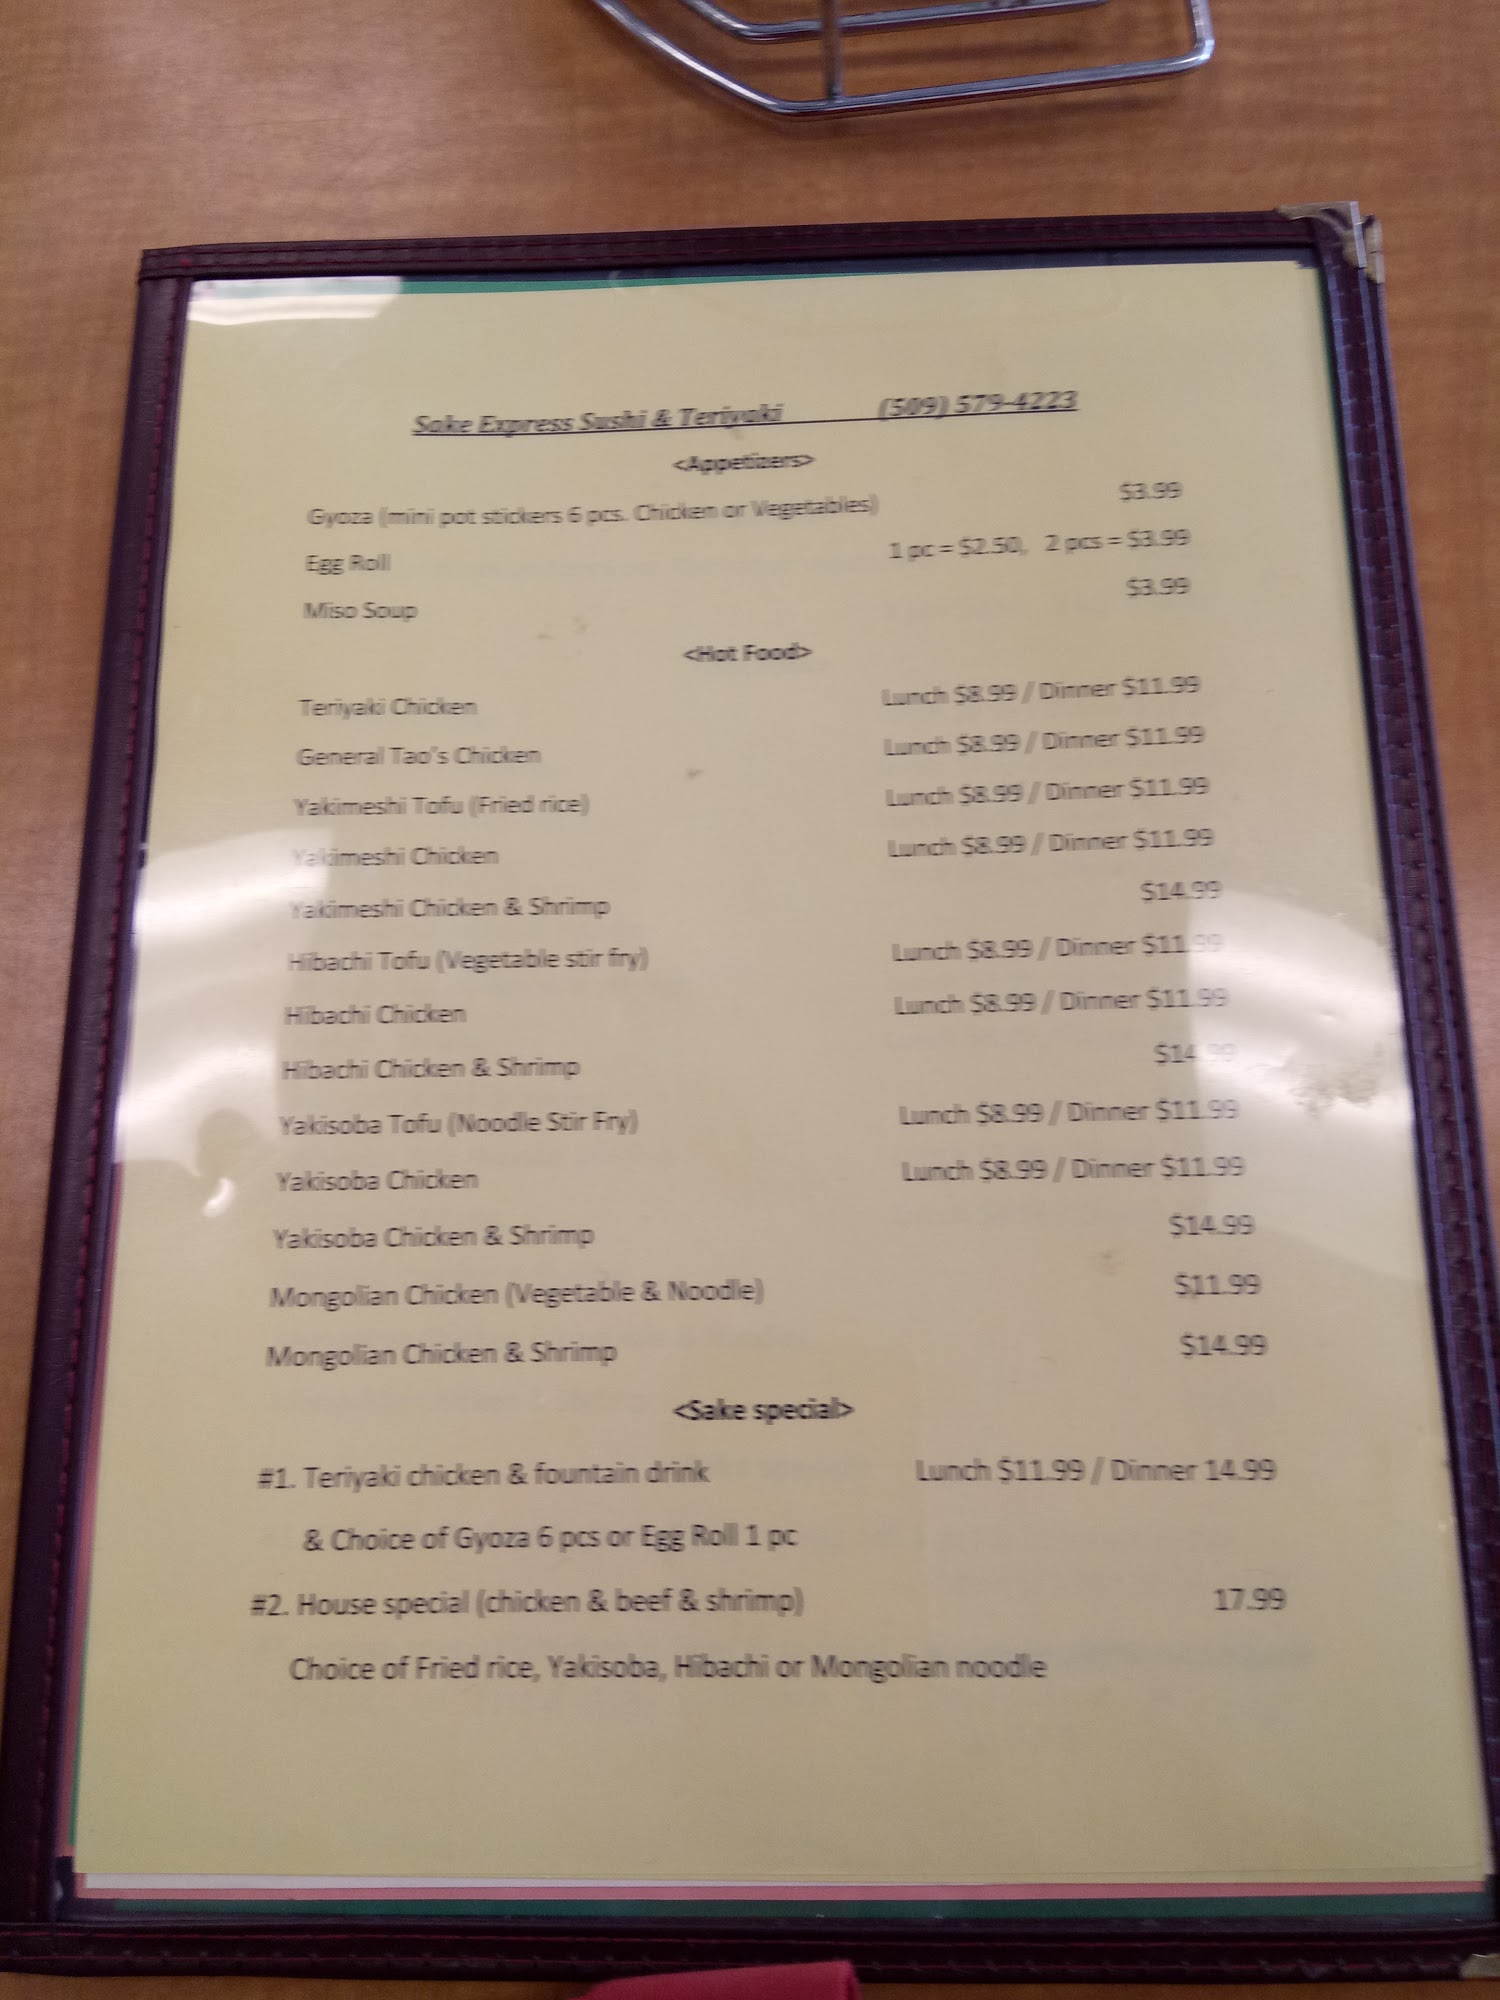 Sake Express Sushi & Teriyaki (509) 579-4223
<Appetizers>
Gyoza (mini pot stickers 6 pcs. Chicken or Vegetables) $3.99
Egg Roll 1 pc = $2.50, 2 pcs = $3.99
Miso Soup $3.99
<Hot Food>
Teriyaki Chicken Lunch $8.99 / Dinner $11.99
General Tao's Chicken Lunch $8.99 / Dinner $11.99
Yakimeshi Tofu (Fried rice) Lunch $8.99 / Dinner $11.99
Yakimeshi Chicken Lunch $8.99 / Dinner $11.99
Yakimeshi Chicken & Shrimp $14.99
Hibachi Tofu (Vegetable stir fry) Lunch $8.99 / Dinner $11.99
Hibachi Chicken Lunch $8.99 / Dinner $11.99
Hibachi Chicken & Shrimp $14.99
Yakisoba Tofu (Noodle Stir Fry) Lunch $8.99 / Dinner $11.99
Yakisoba Chicken Lunch $8.99 / Dinner $11.99
Yakisoba Chicken & Shrimp $14.99
Mongolian Chicken (Vegetable & Noodle) $11.99
Mongolian Chicken & Shrimp $14.99
<Sake special>
#1. Teriyaki chicken & fountain drink Lunch $11.99 / Dinner 14.99
& Choice of Gyoza 6 pcs or Egg Roll 1 pc
#2. House special (chicken & beef & shrimp) 17.99
Choice of Fried rice, Yakisoba, Hibachi or Mongolian noodle